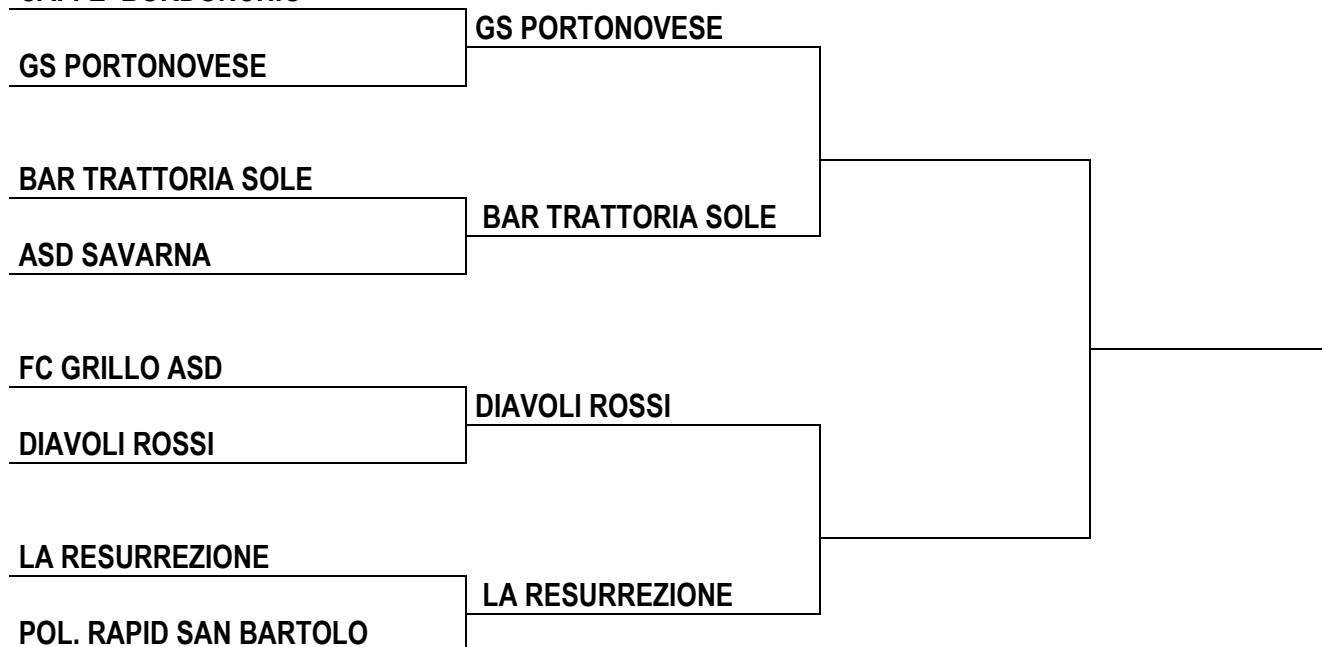 GS PORTONOVESE
GS PORTONOVESE
BAR TRATTORIA SOLE
BAR TRATTORIA SOLE
ASD SAVARNA
FC GRILLO ASD
DIAVOLI ROSSI
DIAVOLI ROSSI
LA RESURREZIONE
LA RESURREZIONE
POL. RAPID SAN BARTOLO